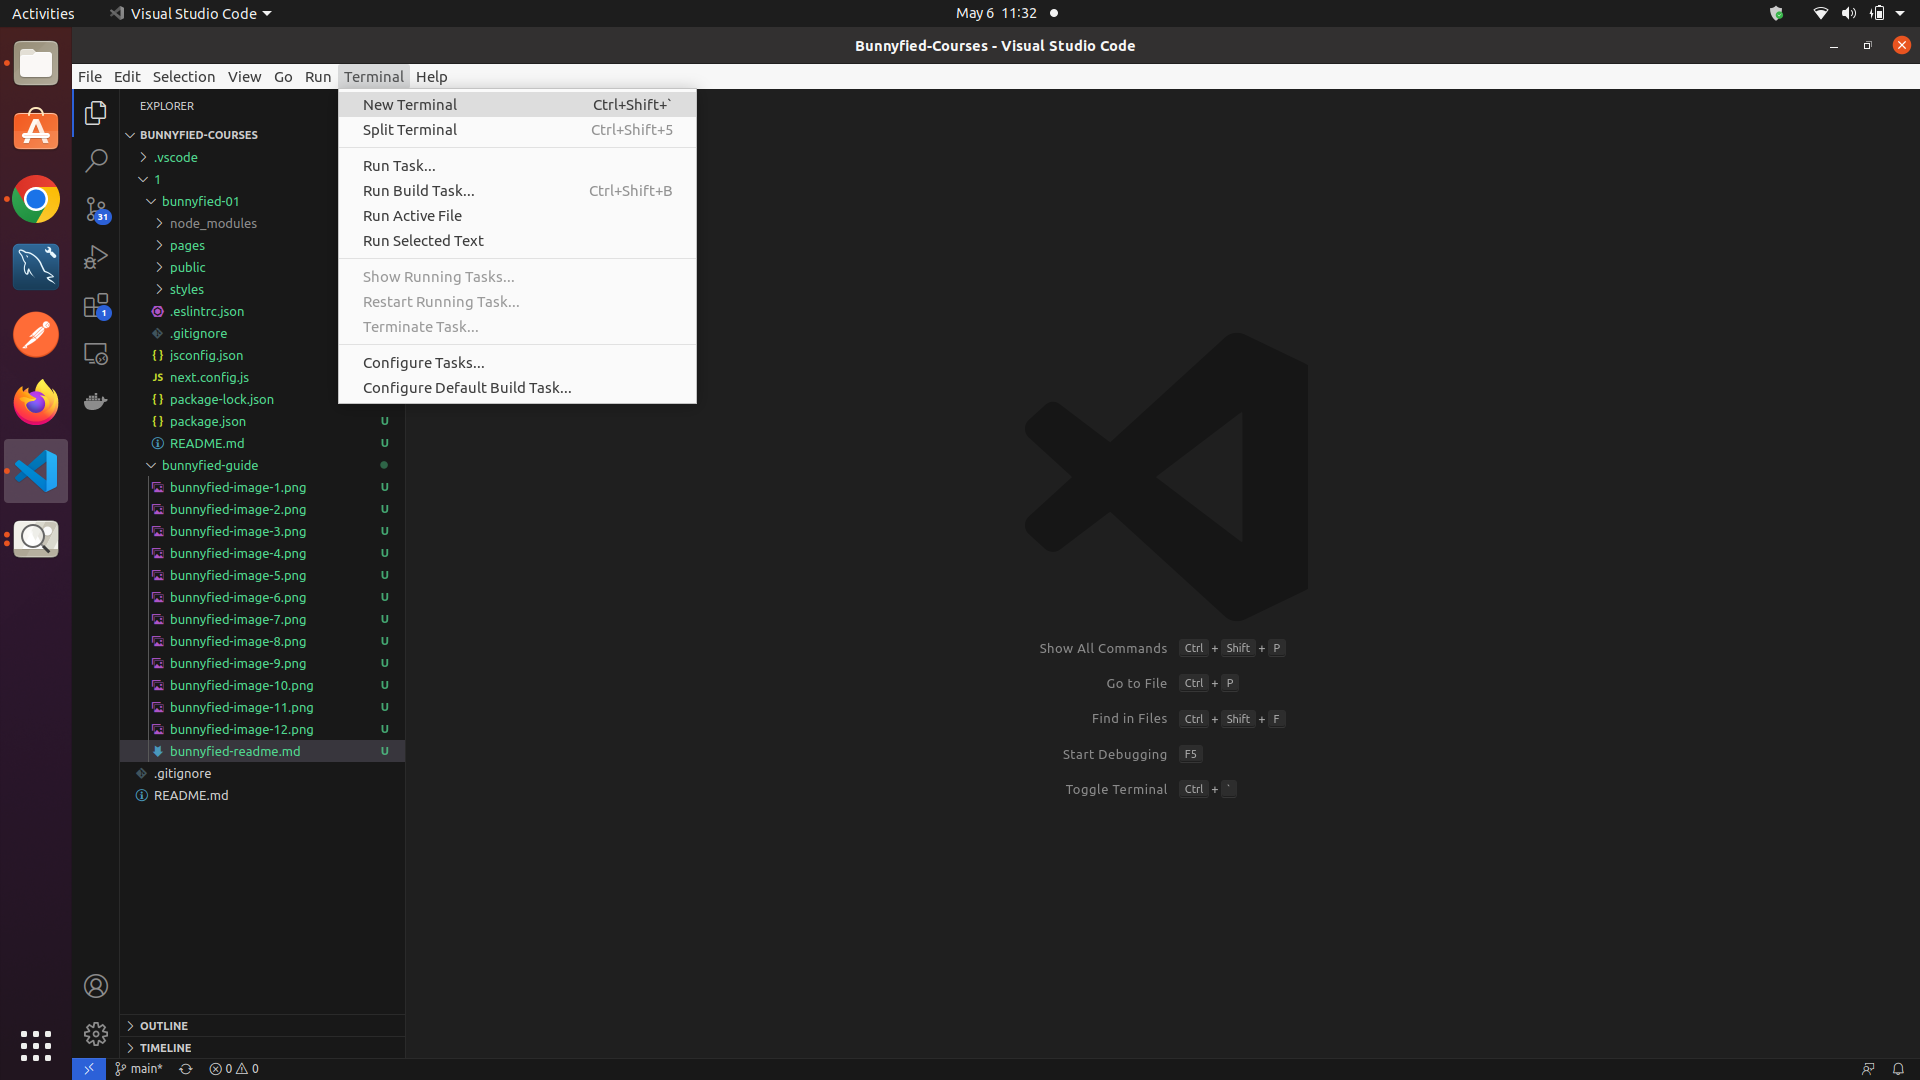 Activities Visual Studio Code May 6 11:32
Bunnyfied-Courses - Visual Studio Code
File Edit Selection View Go Run Terminal Help
EXPLORER
BUNNYFIED-COURSES
.vscode
1
bunnyfied-01
node_modules
pages
public
styles
.eslintrc.json
.gitignore
{} jsconfig.json
JS next.config.js
{} package-lock.json
{} package.json U
README.md U
bunnyfied-guide
bunnyfied-image-1.png U
bunnyfied-image-2.png U
bunnyfied-image-3.png U
bunnyfied-image-4.png U
bunnyfied-image-5.png U
bunnyfied-image-6.png U
bunnyfied-image-7.png U
bunnyfied-image-8.png U
bunnyfied-image-9.png U
bunnyfied-image-10.png U
bunnyfied-image-11.png U
bunnyfied-image-12.png U
bunnyfied-readme.md U
.gitignore
README.md
OUTLINE
TIMELINE
31
1
New Terminal Ctrl+Shift+`
Split Terminal Ctrl+Shift+5
Run Task...
Run Build Task... Ctrl+Shift+B
Run Active File
Run Selected Text
Show Running Tasks...
Restart Running Task...
Terminate Task...
Configure Tasks...
Configure Default Build Task...
Show All Commands Ctrl + Shift + P
Go to File Ctrl + P
Find in Files Ctrl + Shift + F
Start Debugging F5
Toggle Terminal Ctrl + `
main* 0 0